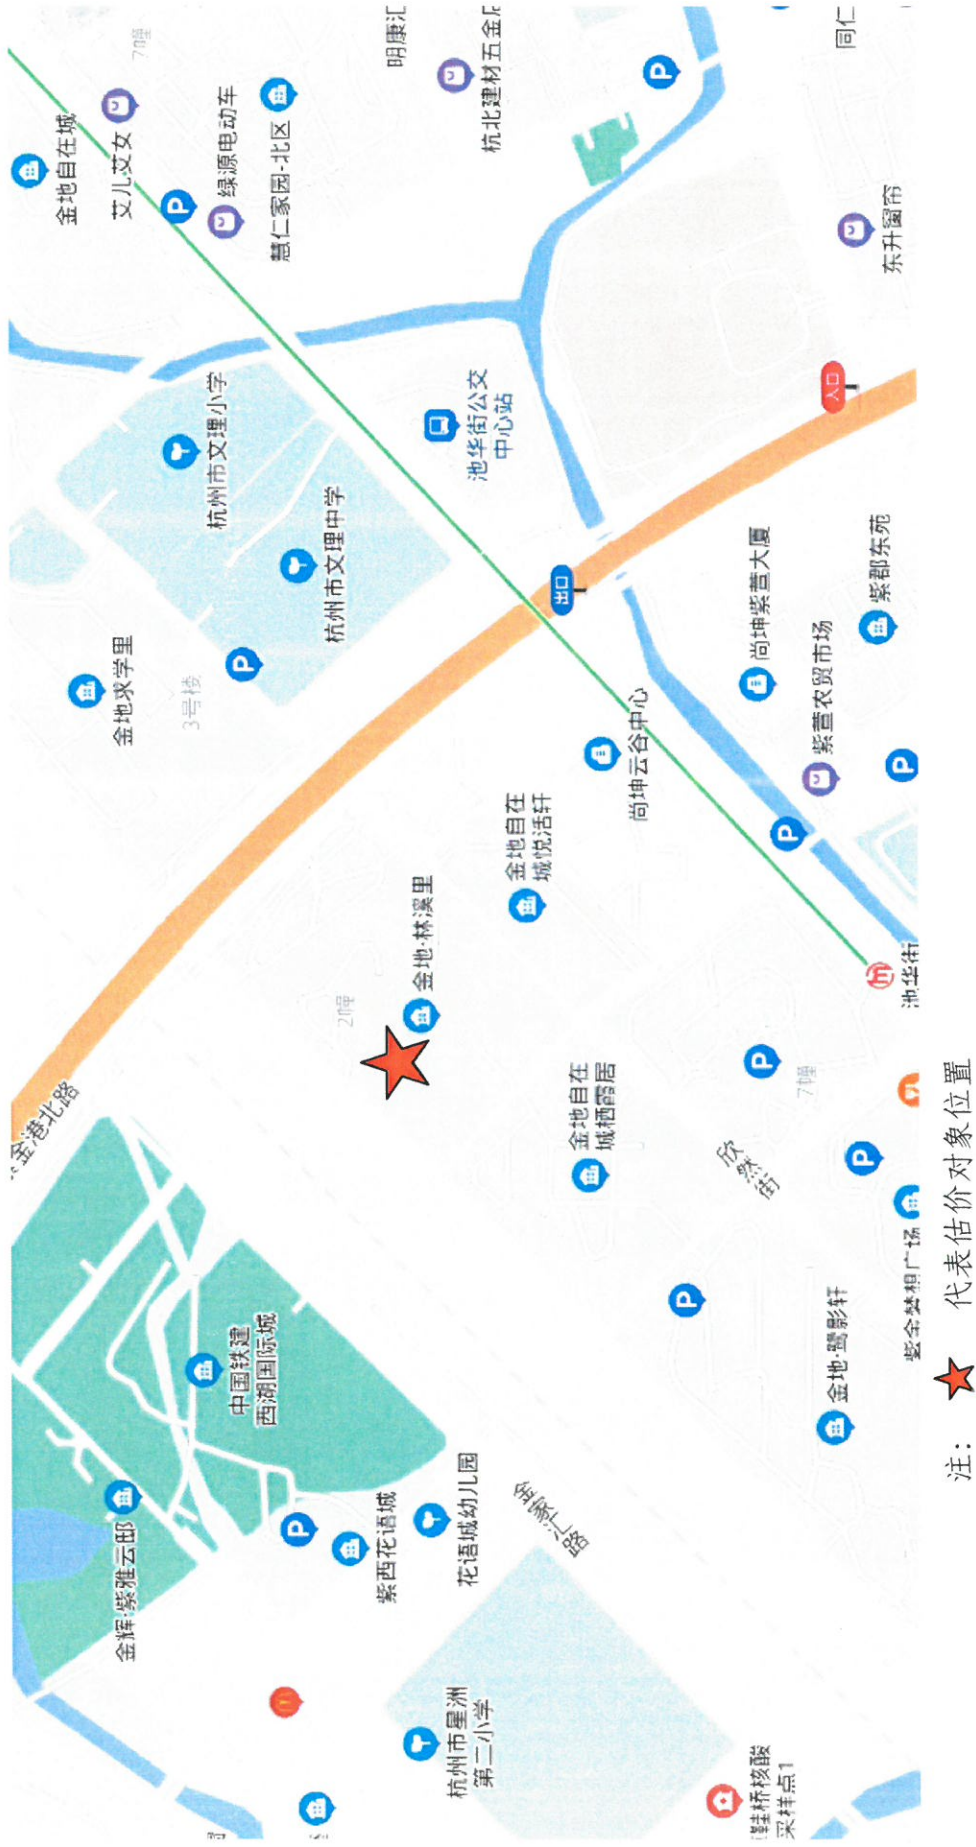 金辉·紫雅云邸
中国铁建
西湖国际城
金港北路
金地求学里
3号楼
杭州市文理小学
杭州市文理中学
金地自在城
7幢
艾儿艾女
P
绿源电动车
慧仁家园-北区
明康汇
杭北建材五金店
P
同仁
P
紫西花语城
花语城幼儿园
杭州市星洲
第二小学
金家汇路
2幢
金地·林溪里
P
金地自在
城悦活轩
池华街公交
中心站
出口
入口
东升窗帘
金地自在
城栖霞居
尚坤云谷中心
尚坤紫萱大厦
紫萱农贸市场
紫郡东苑
P
P
P
欣然街
7幢
P
P
金地·鹭影轩
紫金梦想广场
池华街
桥核酸
采样点1
注：
代表估价对象位置